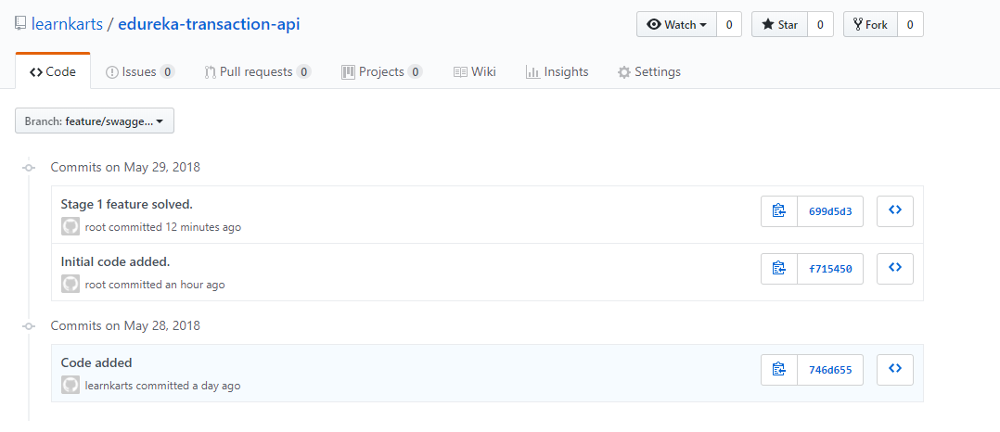 learnkarts / edureka-transaction-api
Watch 0 Star 0 Fork 0
Code Issues 0 Pull requests 0 Projects 0 Wiki Insights Settings
Branch: feature/swagge...
Commits on May 29, 2018
Stage 1 feature solved.
699d5d3
root committed 12 minutes ago
Initial code added.
f715450
root committed an hour ago
Commits on May 28, 2018
Code added
746d655
learnkarts committed a day ago